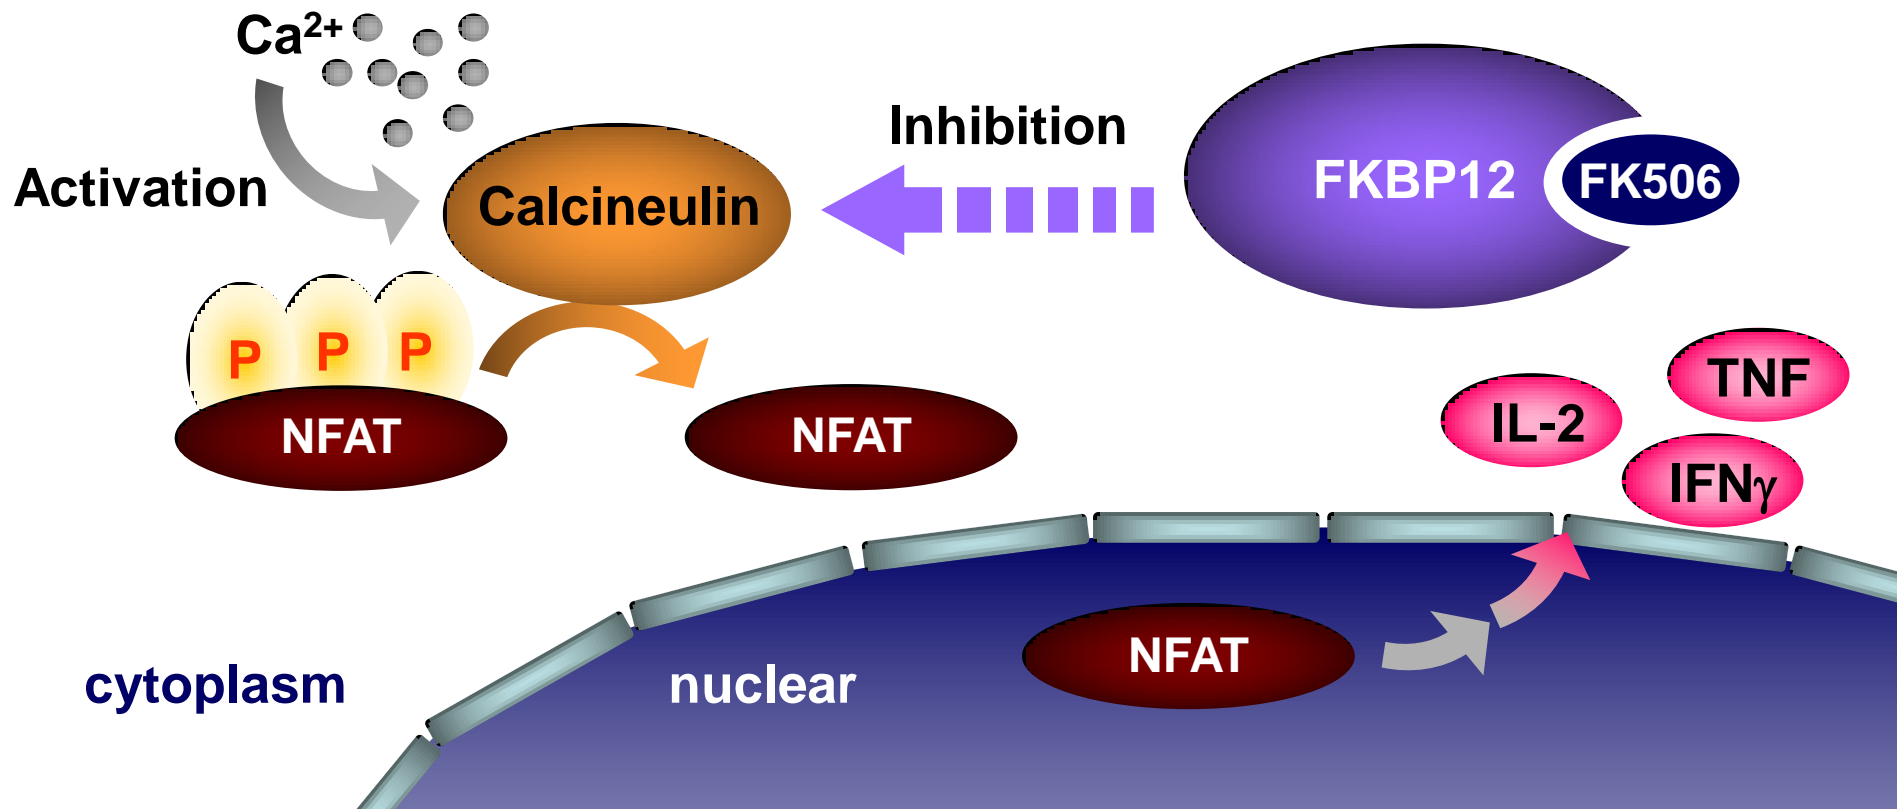 Ca²⁺
Activation
Calcineulin
Inhibition
FKBP12
FK506
P P P
NFAT
NFAT
TNF
IL-2
IFNγ
NFAT
cytoplasm
nuclear